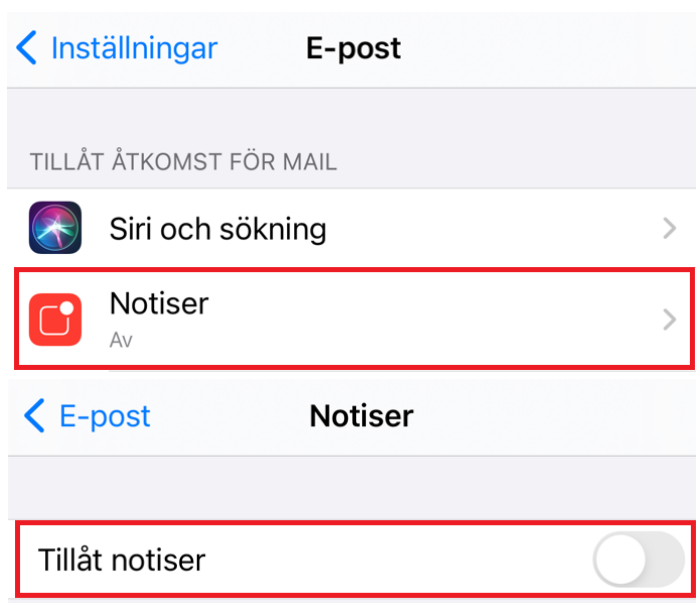 Inställningar E-post
TILLÅT ÅTKOMST FÖR MAIL
Siri och sökning
Notiser
Av
E-post Notiser
Tillåt notiser